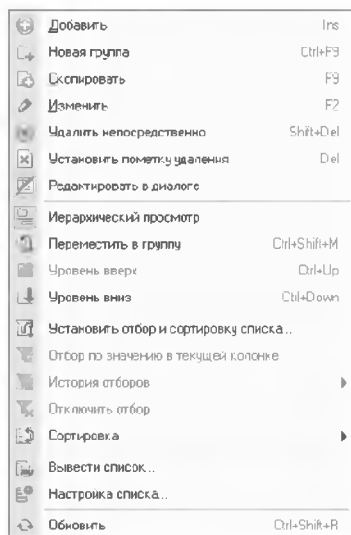 Добавить Ins
Новая группа Ctrl+F9
Скопировать F9
Изменить F2
Удалить непосредственно Shift+Del
Установить пометку удаления Del
Редактировать в диалоге
Иерархический просмотр
Переместить в группу Ctrl+Shift+M
Уровень вверх Ctrl+Up
Уровень вниз Ctrl+Down
Установить отбор и сортировку списка...
Отбор по значению в текущей колонке
История отборов
Отключить отбор
Сортировка
Вывести список...
Настройка списка...
Обновить Ctrl+Shift+R